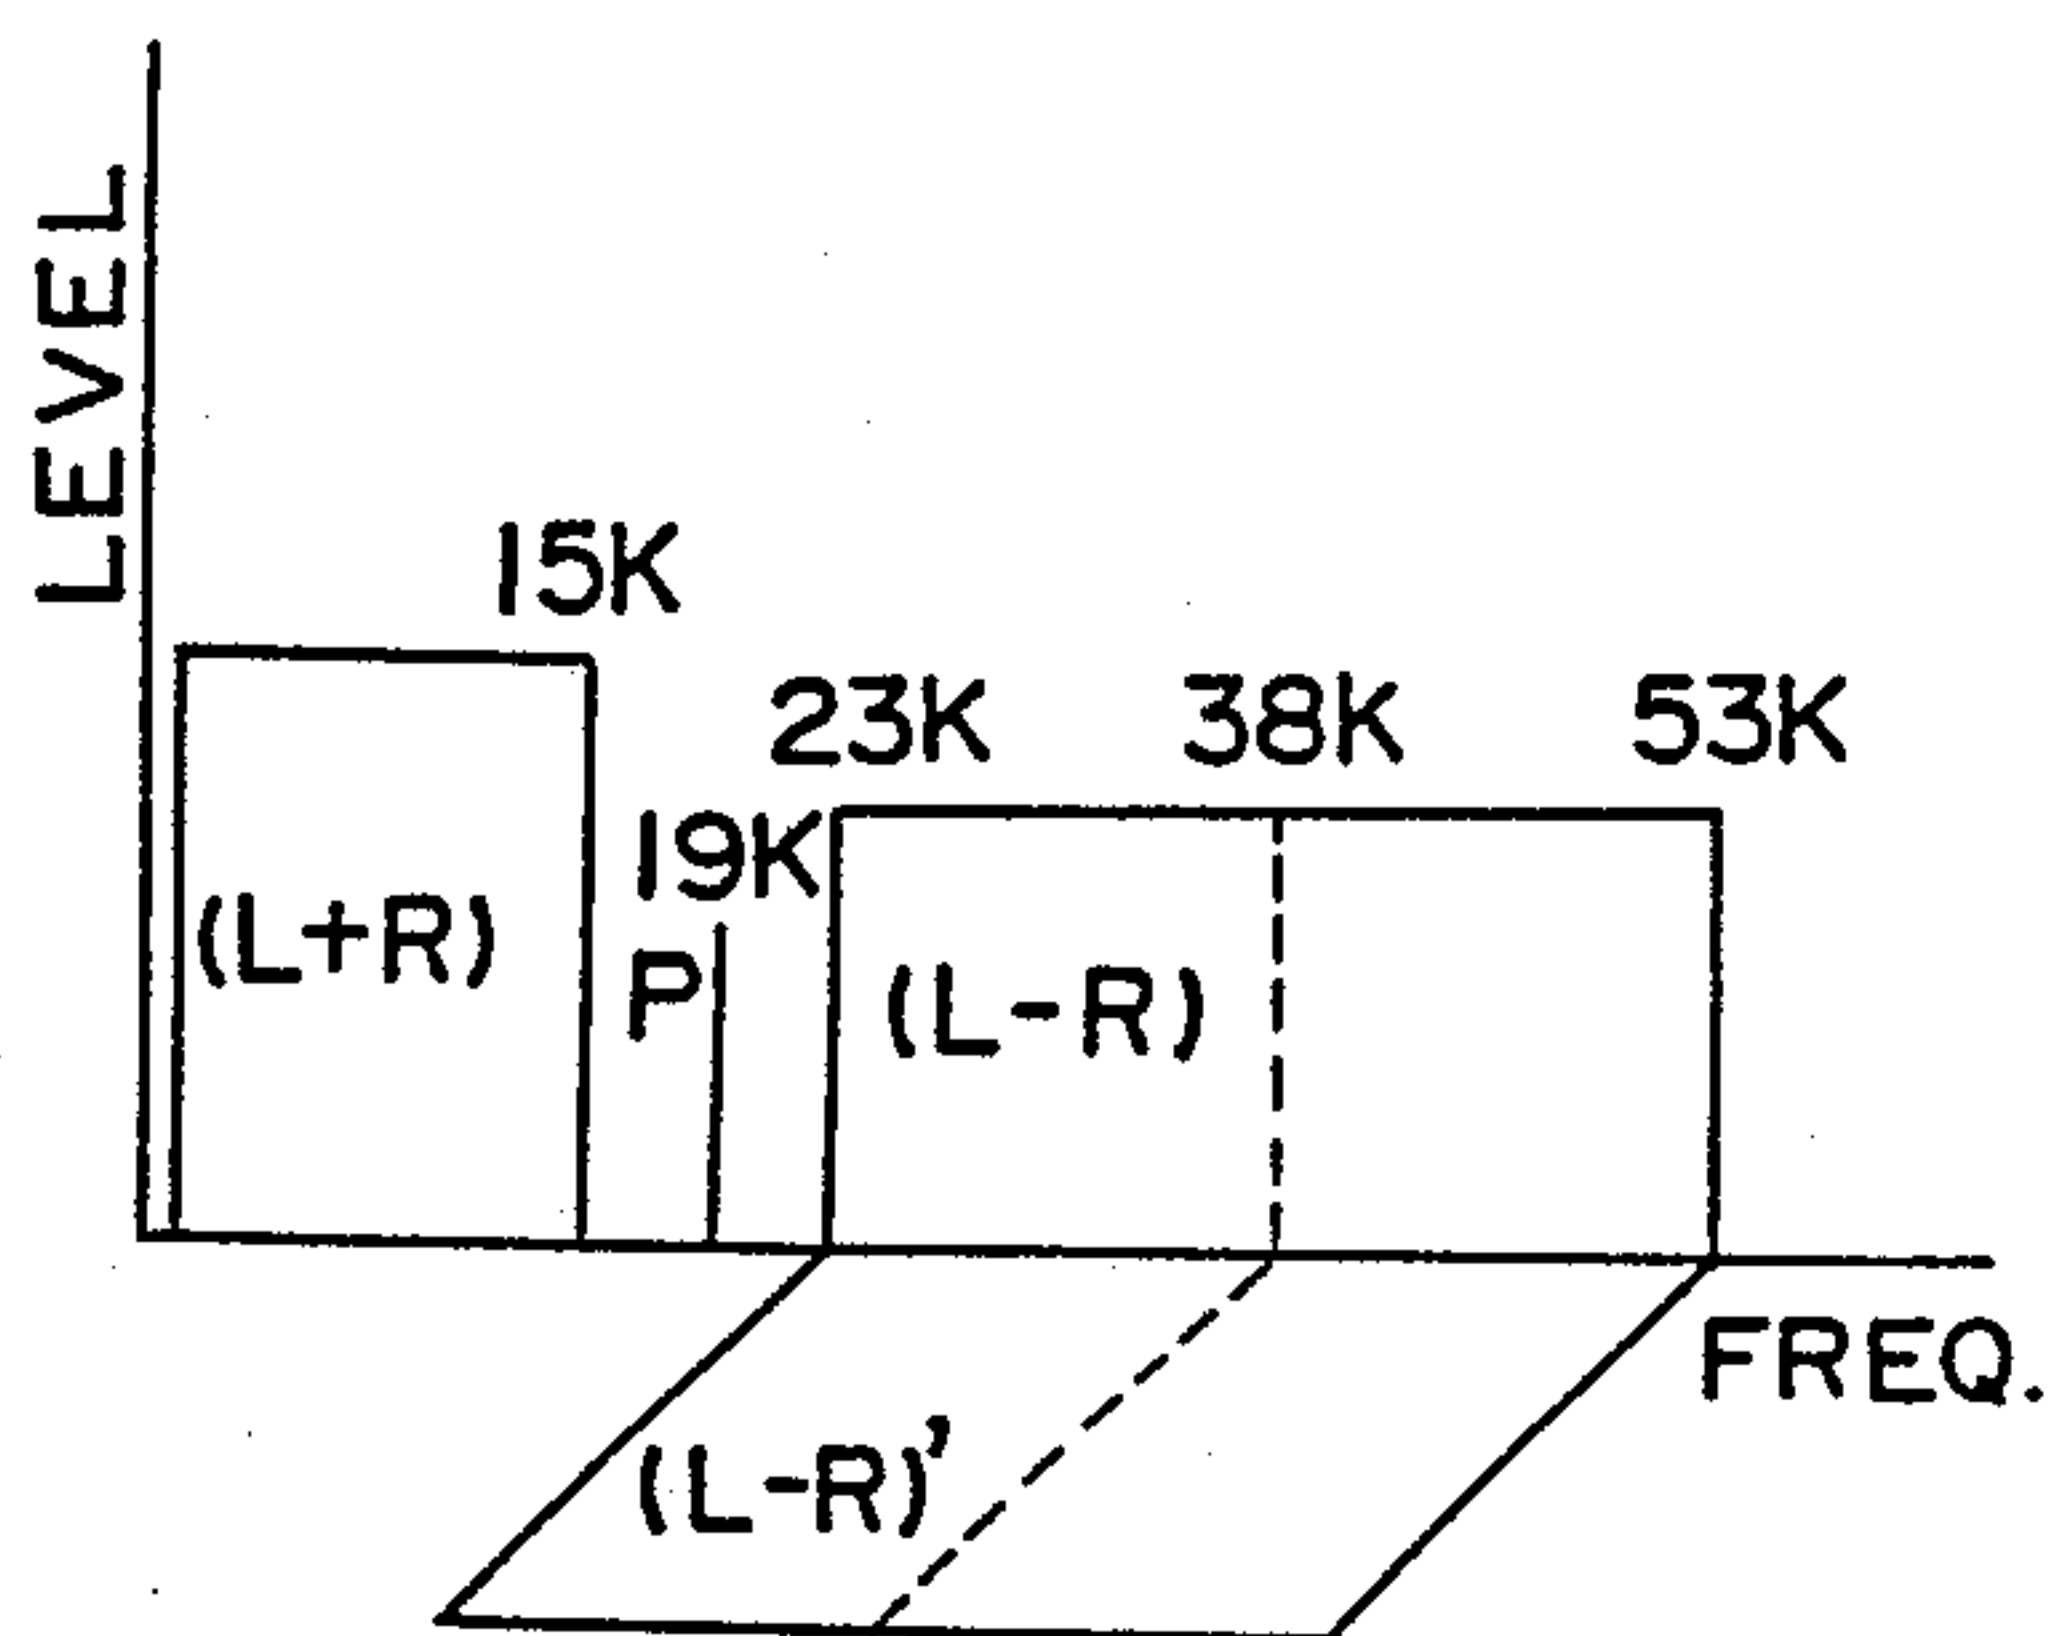 LEVEL
15K
23K
38K
53K
19K
(L+R)
P
(L-R)
FREQ.
(L-R)'